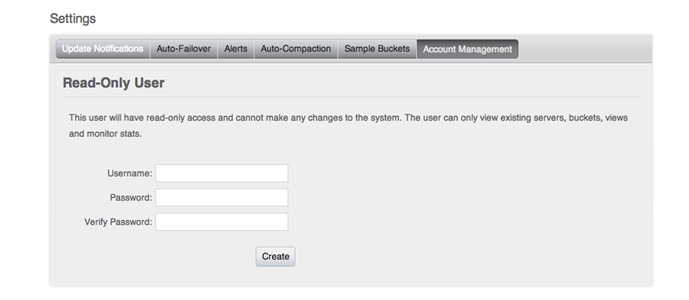 Settings
Update Notifications Auto-Failover Alerts Auto-Compaction Sample Buckets Account Management
Read-Only User
This user will have read-only access and cannot make any changes to the system. The user can only view existing servers, buckets, views
and monitor stats.
Username:
Password:
Verify Password:
Create